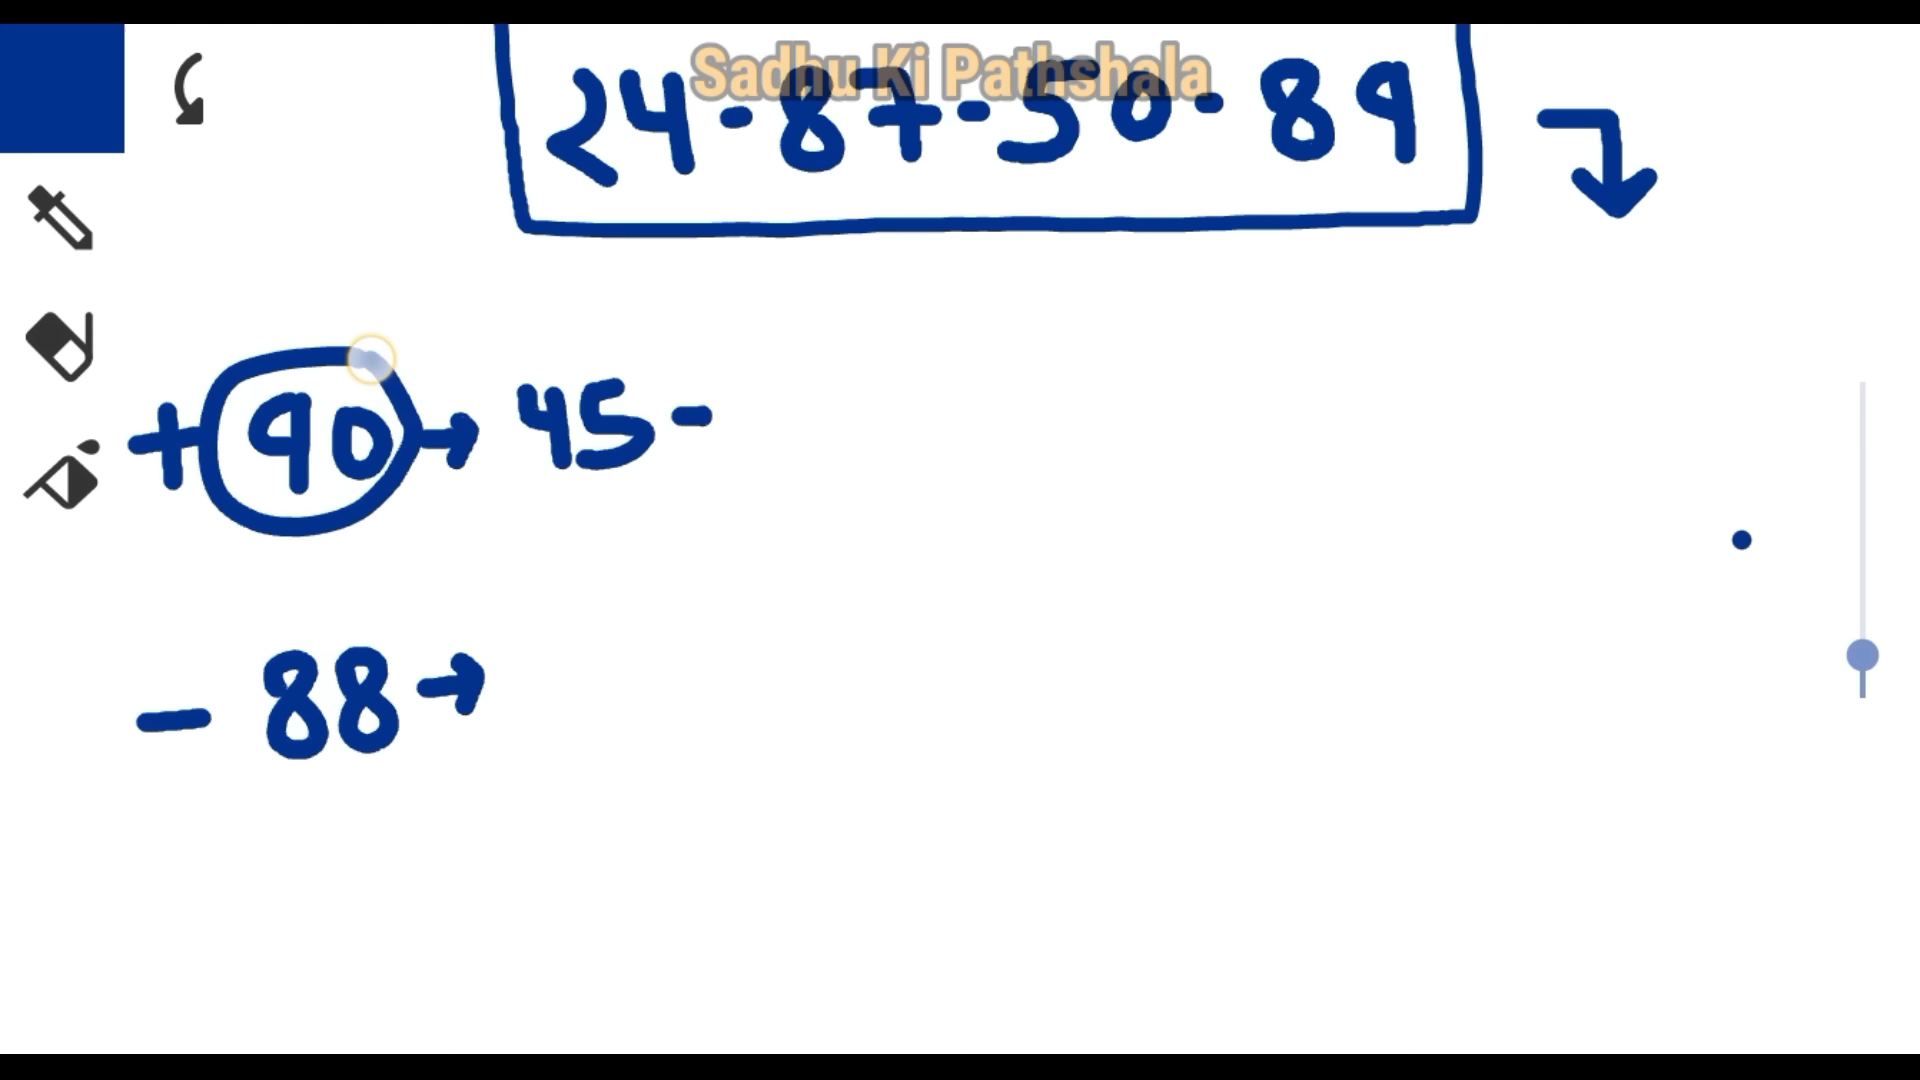 Sadhu Ki Pathshala
24-87-50-89
+ 90 → 45 -
- 88 →